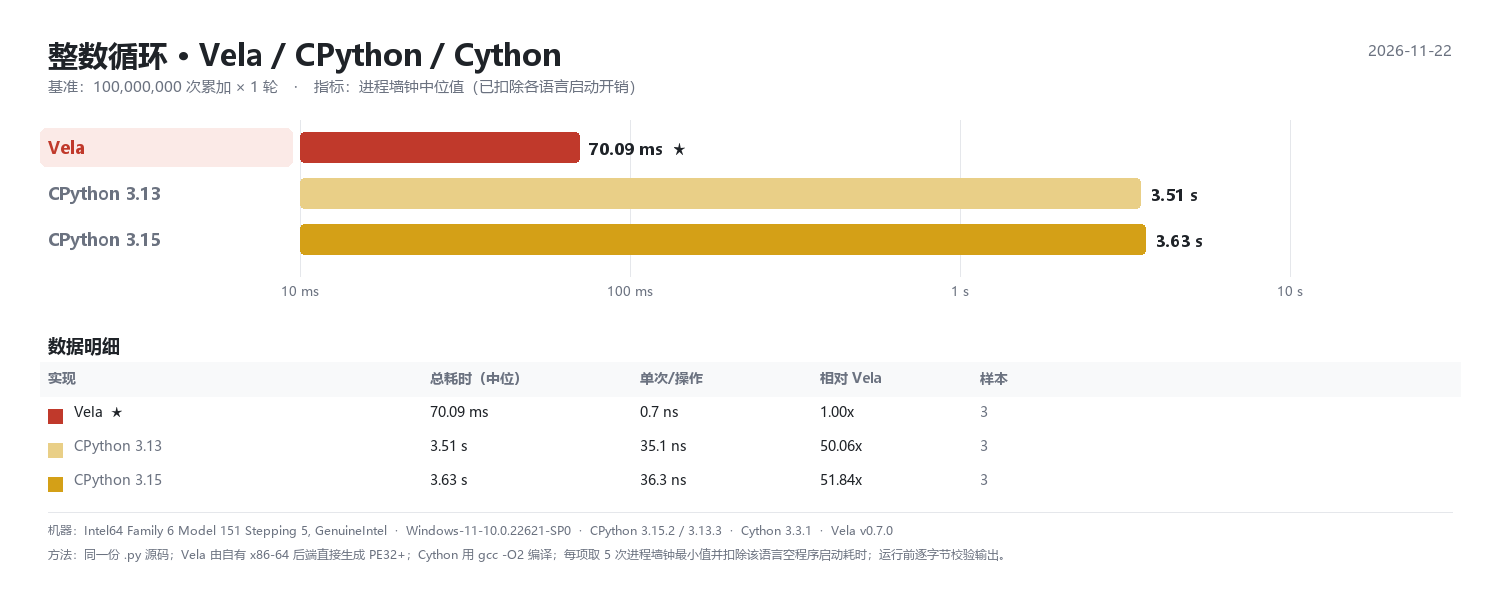 整数循环 • Vela / CPython / Cython
2026-11-22
基准：100,000,000 次累加 × 1 轮 · 指标：进程墙钟中位值（已扣除各语言启动开销）
Vela 70.09 ms ★
CPython 3.13 3.51 s
CPython 3.15 3.63 s
10 ms 100 ms 1 s 10 s
数据明细
实现 总耗时（中位） 单次/操作 相对 Vela 样本
Vela ★ 70.09 ms 0.7 ns 1.00x 3
CPython 3.13 3.51 s 35.1 ns 50.06x 3
CPython 3.15 3.63 s 36.3 ns 51.84x 3
机器：Intel64 Family 6 Model 151 Stepping 5, GenuineIntel · Windows-11-10.0.22621-SP0 · CPython 3.15.2 / 3.13.3 · Cython 3.3.1 · Vela v0.7.0
方法：同一份 .py 源码；Vela 由自有 x86-64 后端直接生成 PE32+；Cython 用 gcc -O2 编译；每项取 5 次进程墙钟最小值并扣除该语言空程序启动耗时；运行前逐字节校验输出。